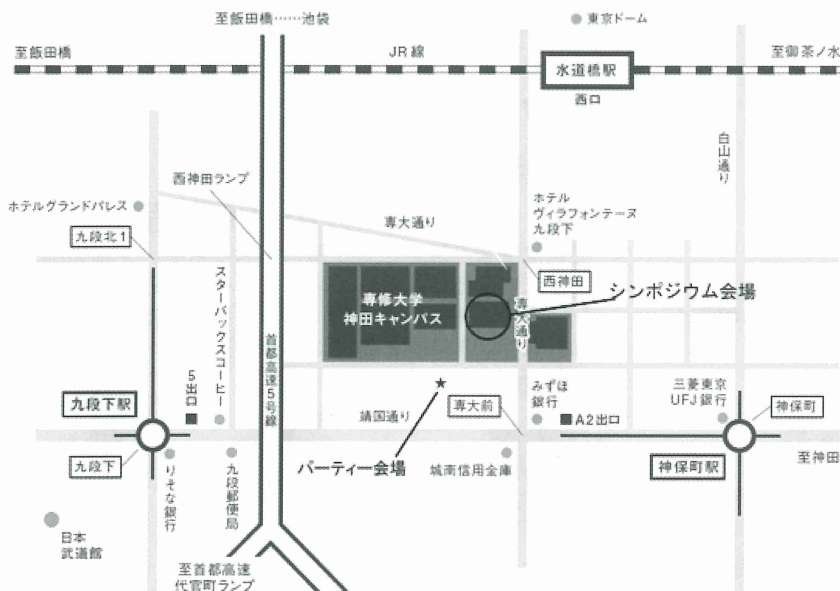 至飯田橋……池袋
東京ドーム
至飯田橋
JR線
水道橋駅
至御茶ノ水
西口
白山通り
西神田ランプ
ホテルグランドパレス
専大通り
ホテル
ヴィラフォンテーヌ
九段下
九段北1
西神田
シンポジウム会場
スターバックスコーヒー
専修大学
神田キャンパス
専大通り
首都高速5号線
5出口
九段下駅
みずほ
銀行
三菱東京
UFJ銀行
専大前
神保町
靖国通り
A2出口
九段下
パーティー会場
城南信用金庫
神保町駅
至神田
りそな銀行
九段郵便局
日本
武道館
至首都高速
代官町ランプ